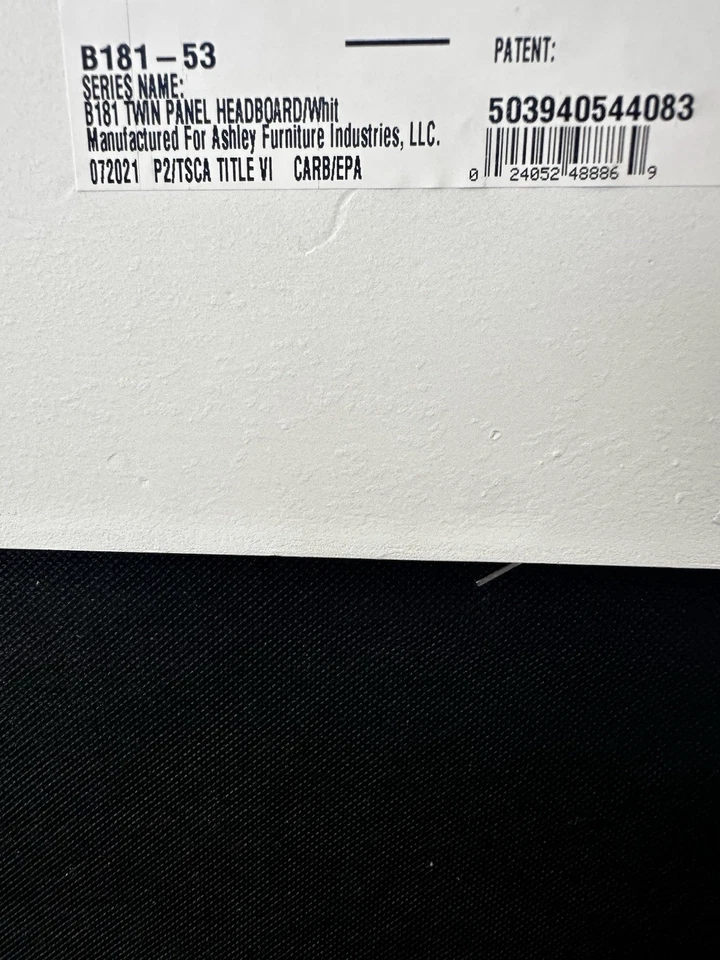 B181-53
PATENT:
SERIES NAME:
B181 TWIN PANEL HEADBOARD/Whit
503940544083
Manufactured For Ashley Furniture Industries, LLC.
072021 P2/TSCA TITLE VI CARB/EPA
0 24052 48886 9